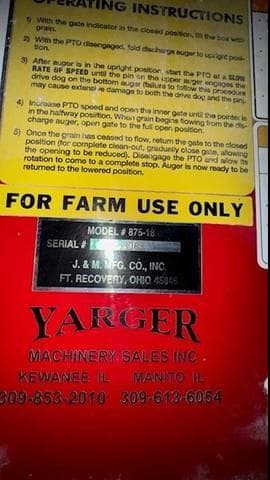 OPERATING INSTRUCTIONS
1) With the gate indicator in the closed position, fill the box with
grain.
2) With PTO disengaged, fold discharge auger to upright posi-
tion.
3) After auger is in the upright position, start the PTO at a SLOW
RATE OF SPEED until the pin on the upper auger engages the
drive dog on the bottom auger (failure to follow this procedure
may cause extensive damage to both the drive dog and the pin).
4) Increase PTO speed and open the inner gate until the pointer is
in the halfway position. When grain begins flowing from the dis-
charge auger, open gate to the full open position.
5) Once the grain has ceased to flow, return the gate to the closed
position (for complete clean-out, gradually close gate, allowing
the opening to be reduced). Disengage the PTO and allow its
rotation to come to a complete stop. Auger is now ready to be
returned to the lowered position.
FOR FARM USE ONLY
MODEL # 875-18
SERIAL #
J. & M. MFG. CO., INC.
FT. RECOVERY, OHIO 45846
YARGER
MACHINERY SALES INC.
KEWANEE IL MANITO IL
309-853-2010 309-613-6054